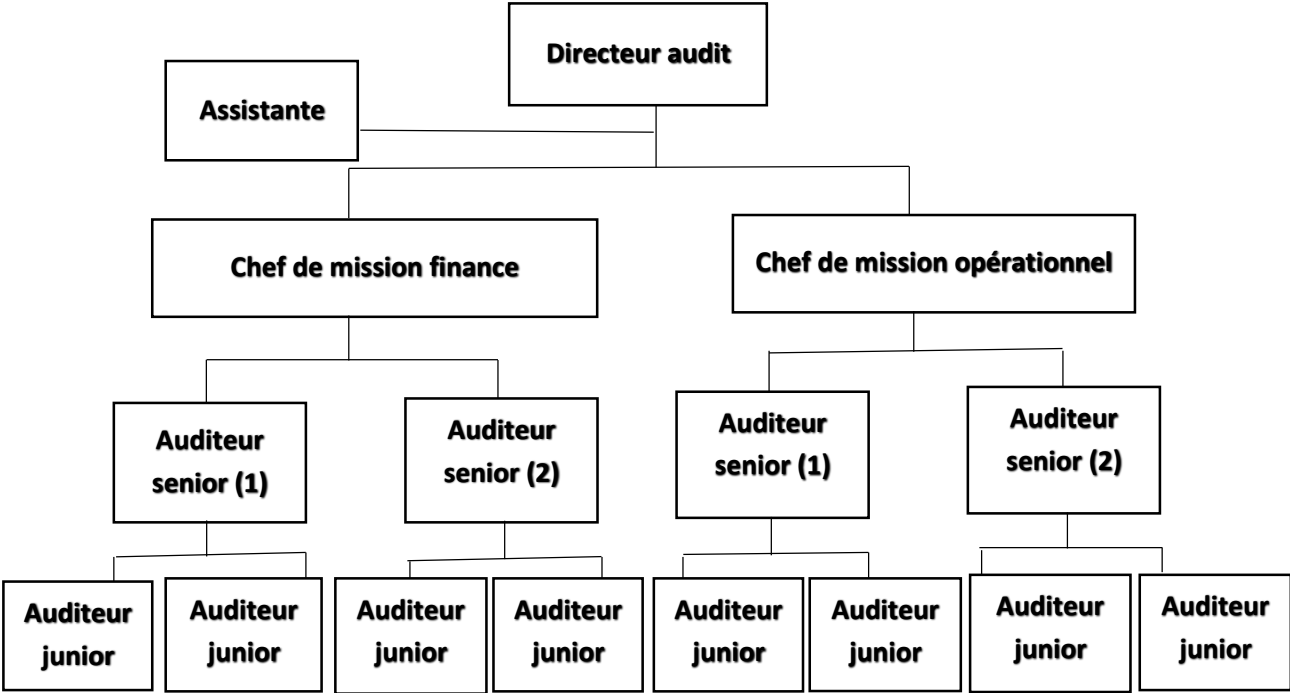 Directeur audit
Assistante
Chef de mission finance
Chef de mission opérationnel
Auditeur
senior (1)
Auditeur
senior (2)
Auditeur
senior (1)
Auditeur
senior (2)
Auditeur
junior
Auditeur
junior
Auditeur
junior
Auditeur
junior
Auditeur
junior
Auditeur
junior
Auditeur
junior
Auditeur
junior